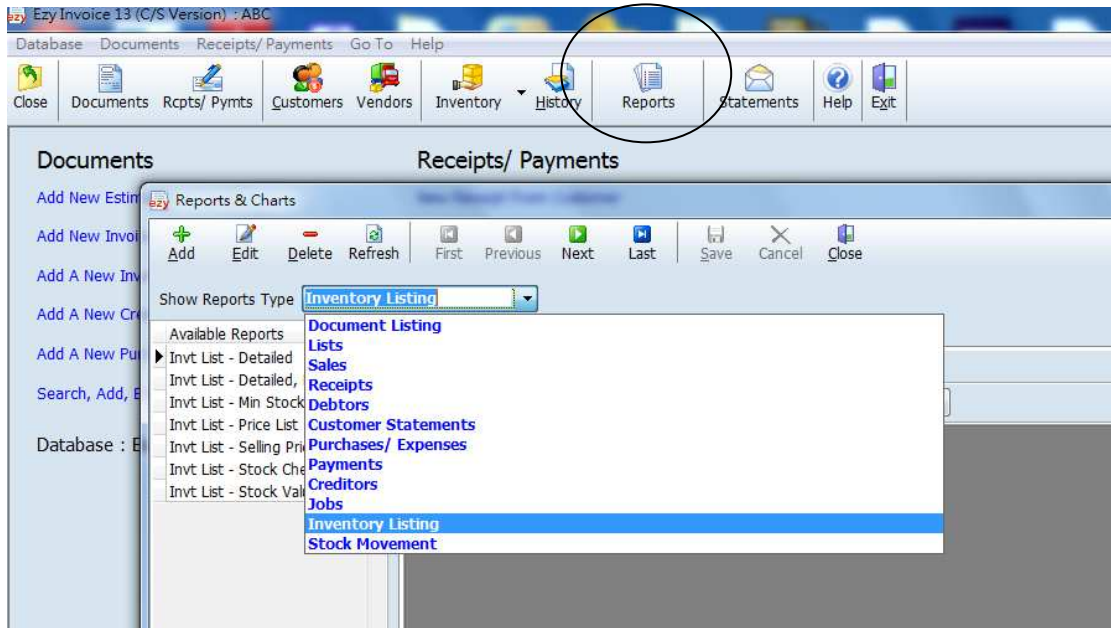 ezy Ezy Invoice 13 (C/S Version) : ABC
Database Documents Receipts/ Payments Go To Help
Close Documents Rcpts/ Pymts Customers Vendors Inventory History Reports Statements Help Exit
Documents Receipts/ Payments
Add New Estim
ezy Reports & Charts
Add New Invoi
Add Edit Delete Refresh First Previous Next Last Save Cancel Close
Add A New Inv
Show Reports Type Inventory Listing
Add A New Cre
Available Reports
Document Listing
Lists
Invt List - Detailed
Sales
Invt List - Detailed,
Receipts
Add A New Pu
Invt List - Min Stock
Debtors
Invt List - Price List
Customer Statements
Search, Add, E
Invt List - Selling Pri
Purchases/ Expenses
Database : E
Invt List - Stock Che
Payments
Invt List - Stock Val
Creditors
Jobs
Inventory Listing
Stock Movement